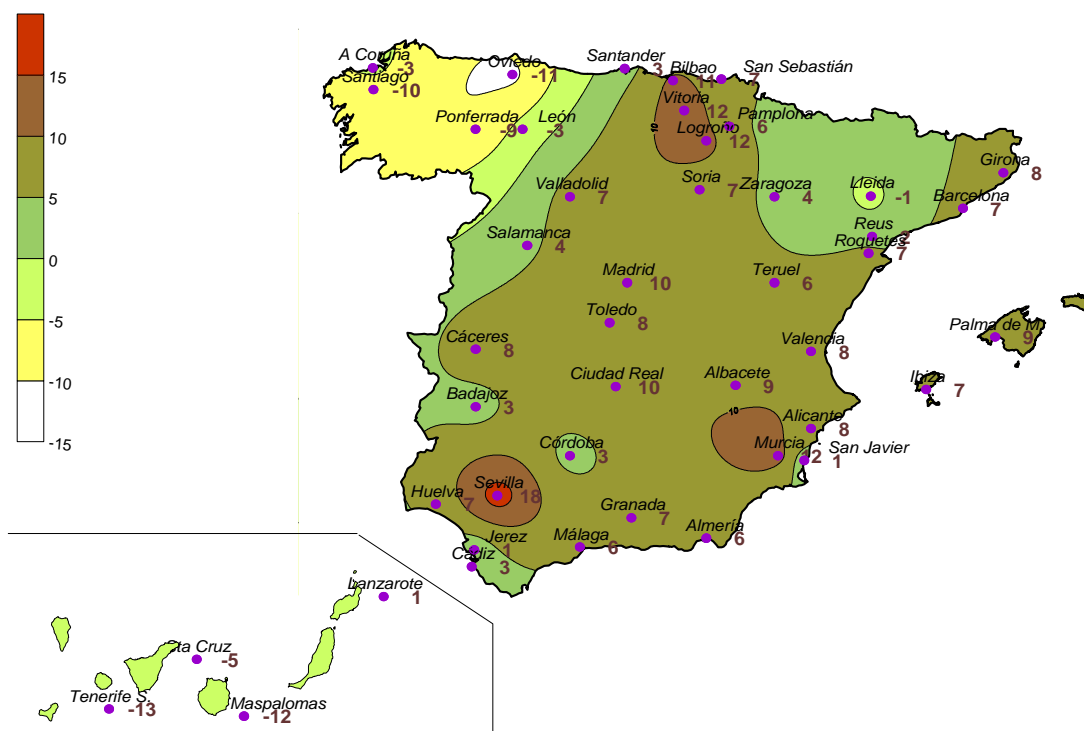 15
10
5
0
-5
-10
-15
A Coruña -3
Santiago -10
Oviedo -11
Santander 3
Bilbao 11
San Sebastián 7
Vitoria 12
Pamplona 6
Logroño 12
Ponferrada -9
León -3
Girona 8
Valladolid 7
Soria 7
Zaragoza 4
Lleida -1
Barcelona 7
Reus 2
Roquetes 7
Salamanca 4
Madrid 10
Teruel 6
Toledo 8
Palma de M. 9
Cáceres 8
Valencia 8
Ciudad Real 10
Albacete 9
Ibiza 7
Badajoz 3
10
10
Alicante 8
Córdoba 3
Murcia 12
San Javier 1
Sevilla 18
Huelva 7
Granada 7
Almería 6
Jerez 1
Málaga 6
Cádiz 3
Lanzarote 1
Sta Cruz -5
Tenerife S. -13
Maspalomas -12